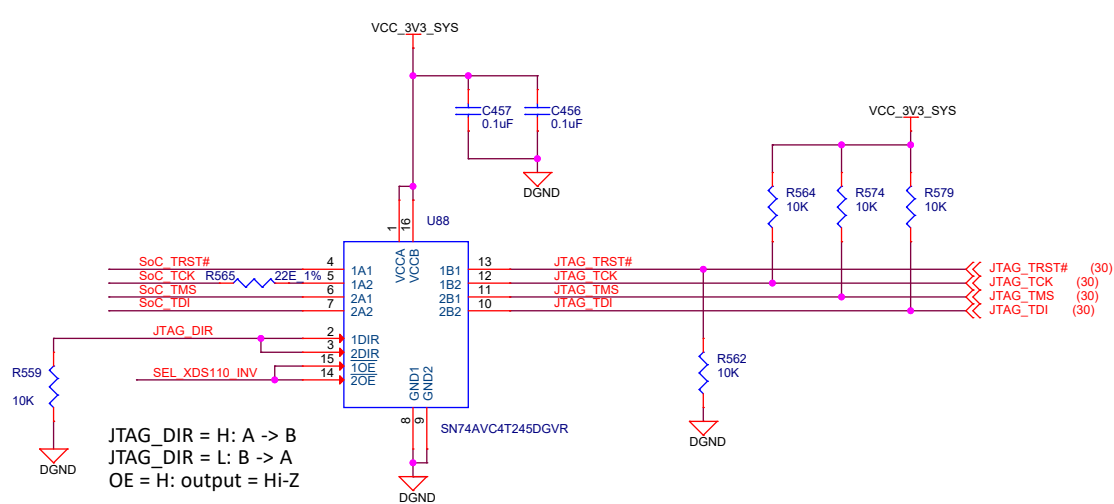 VCC_3V3_SYS
C457
0.1uF
C456
0.1uF
DGND
VCC_3V3_SYS
R564
10K
R574
10K
R579
10K
U88
1
16
VCCA
VCCB
SoC_TRST# 4 1A1 1B1 13 JTAG_TRST# JTAG_TRST# (30)
SoC_TCK R565 22E_1% 5 1A2 1B2 12 JTAG_TCK JTAG_TCK (30)
SoC_TMS 6 2A1 2B1 11 JTAG_TMS JTAG_TMS (30)
SoC_TDI 7 2A2 2B2 10 JTAG_TDI JTAG_TDI (30)
JTAG_DIR 2 1DIR
3 2DIR
15 1OE
SEL_XDS110_INV 14 2OE
R559
10K
DGND
GND1
GND2
8
9
SN74AVC4T245DGVR
DGND
R562
10K
DGND
JTAG_DIR = H: A -> B
JTAG_DIR = L: B -> A
OE = H: output = Hi-Z